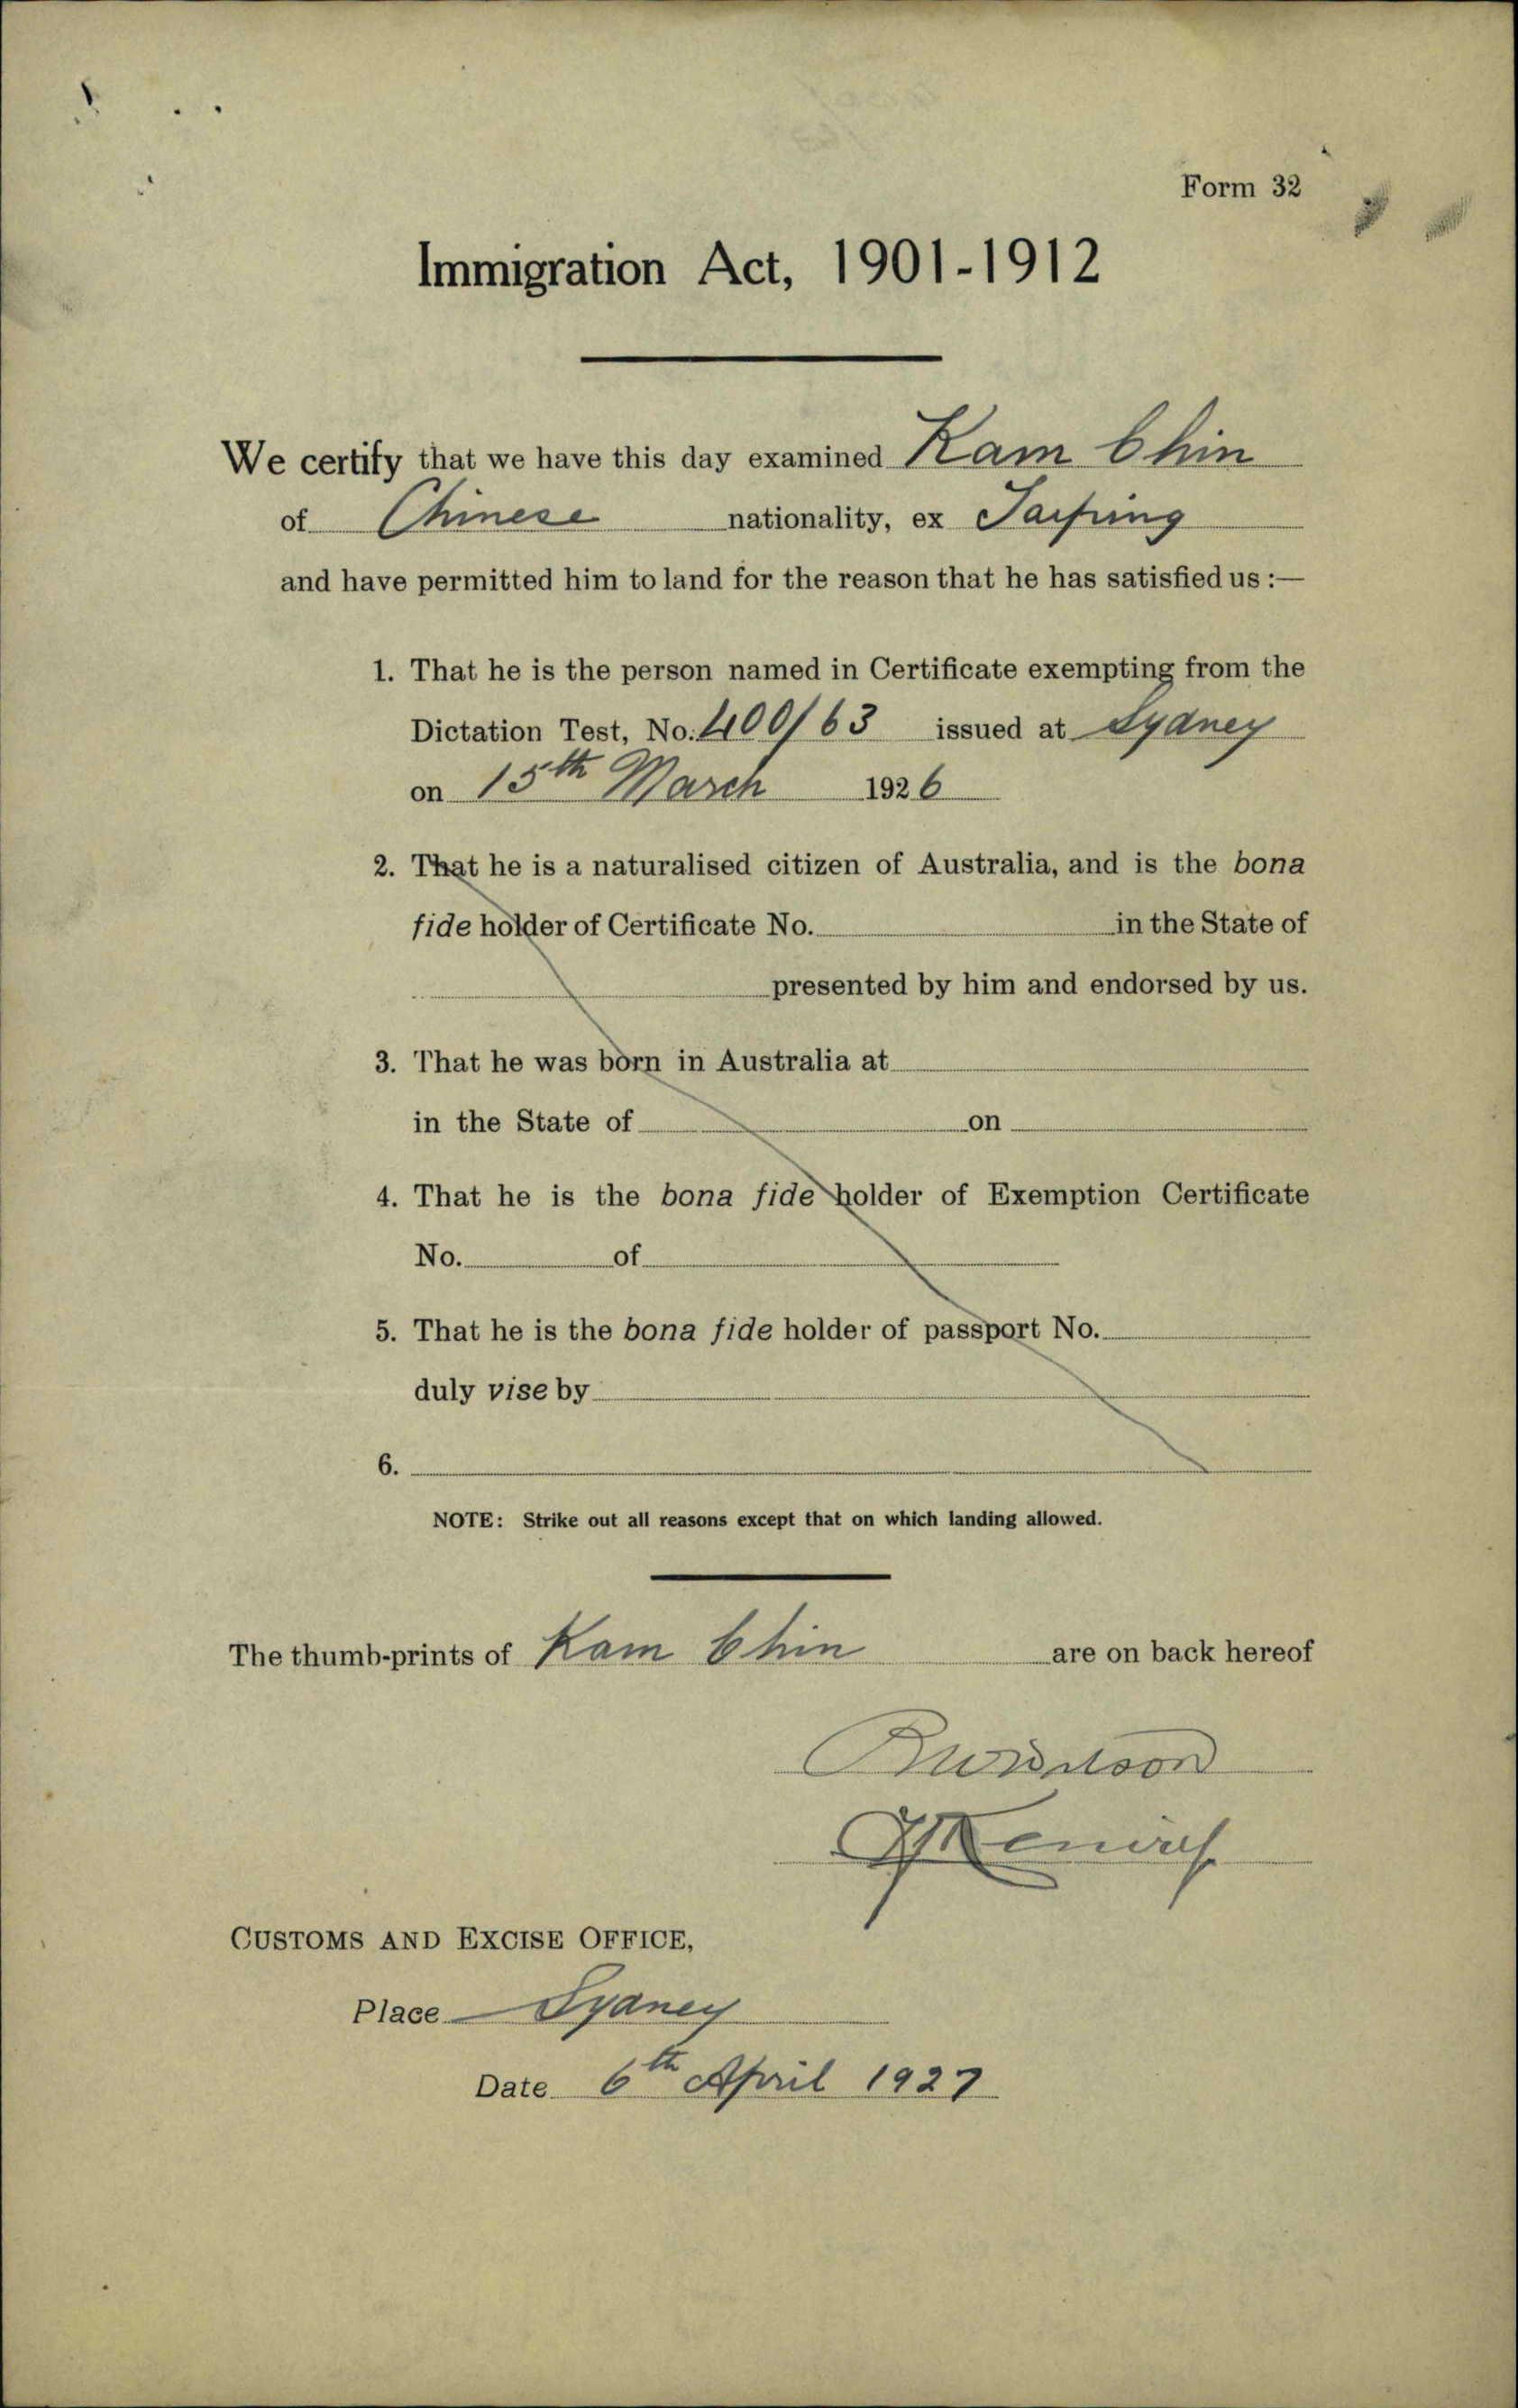 Form 32
Immigration Act, 1901-1912
We certify that we have this day examined Kam Chin
of Chinese nationality, ex Taiping
and have permitted him to land for the reason that he has satisfied us :—
1. That he is the person named in Certificate exempting from the
Dictation Test, No. 400/63 issued at Sydney
on 15th March 1926
2. That he is a naturalised citizen of Australia, and is the bona
fide holder of Certificate No. in the State of
presented by him and endorsed by us.
3. That he was born in Australia at
in the State of on
4. That he is the bona fide holder of Exemption Certificate
No. of
5. That he is the bona fide holder of passport No.
duly vise by
6.
NOTE: Strike out all reasons except that on which landing allowed.
The thumb-prints of Kam Chin are on back hereof
CUSTOMS AND EXCISE OFFICE,
Place Sydney
Date 6th April 1927